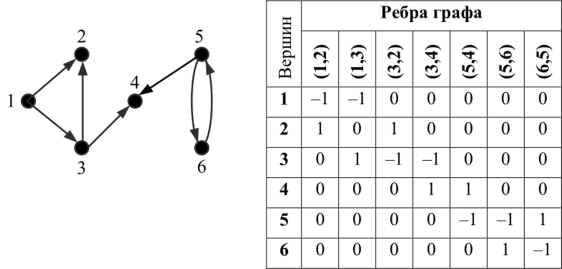 2
5
4
1
3
6
Ребра графа
Вершин
(1,2) (1,3) (3,2) (3,4) (5,4) (5,6) (6,5)
1 –1 –1 0 0 0 0 0
2 1 0 1 0 0 0 0
3 0 1 –1 –1 0 0 0
4 0 0 0 1 1 0 0
5 0 0 0 0 –1 –1 1
6 0 0 0 0 0 1 –1